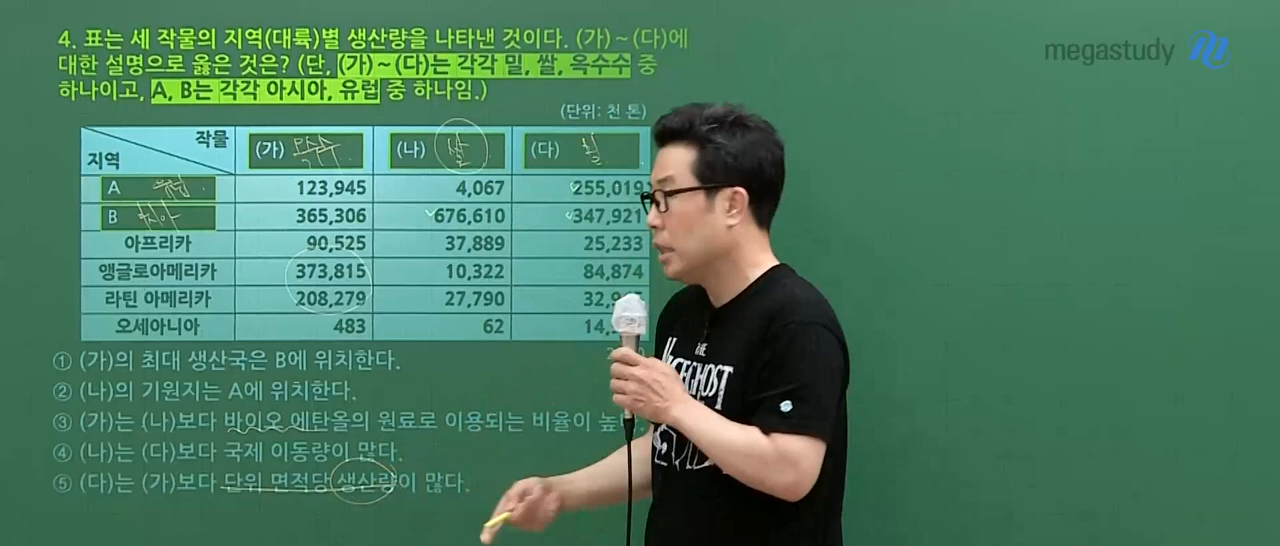 megastudy
4. 표는 세 작물의 지역(대륙)별 생산량을 나타낸 것이다. (가)~(다)에
대한 설명으로 옳은 것은? (단, (가)~(다)는 각각 밀, 쌀, 옥수수 중
하나이고, A, B는 각각 아시아, 유럽 중 하나임.)
(단위: 천 톤)
작물 지역 (가) 옥수수 (나) 쌀 (다) 밀
A 유럽 123,945 4,067 255,019
B 아시아 365,306 676,610 347,921
아프리카 90,525 37,889 25,233
앵글로아메리카 373,815 10,322 84,874
라틴 아메리카 208,279 27,790
오세아니아 483 62
① (가)의 최대 생산국은 B에 위치한다.
② (나)의 기원지는 A에 위치한다.
③ (가)는 (나)보다 바이오 에탄올의 원료로 이용되는 비율이
④ (나)는 (다)보다 국제 이동량이 많다.
⑤ (다)는 (가)보다 단위 면적당 생산량이 많다.